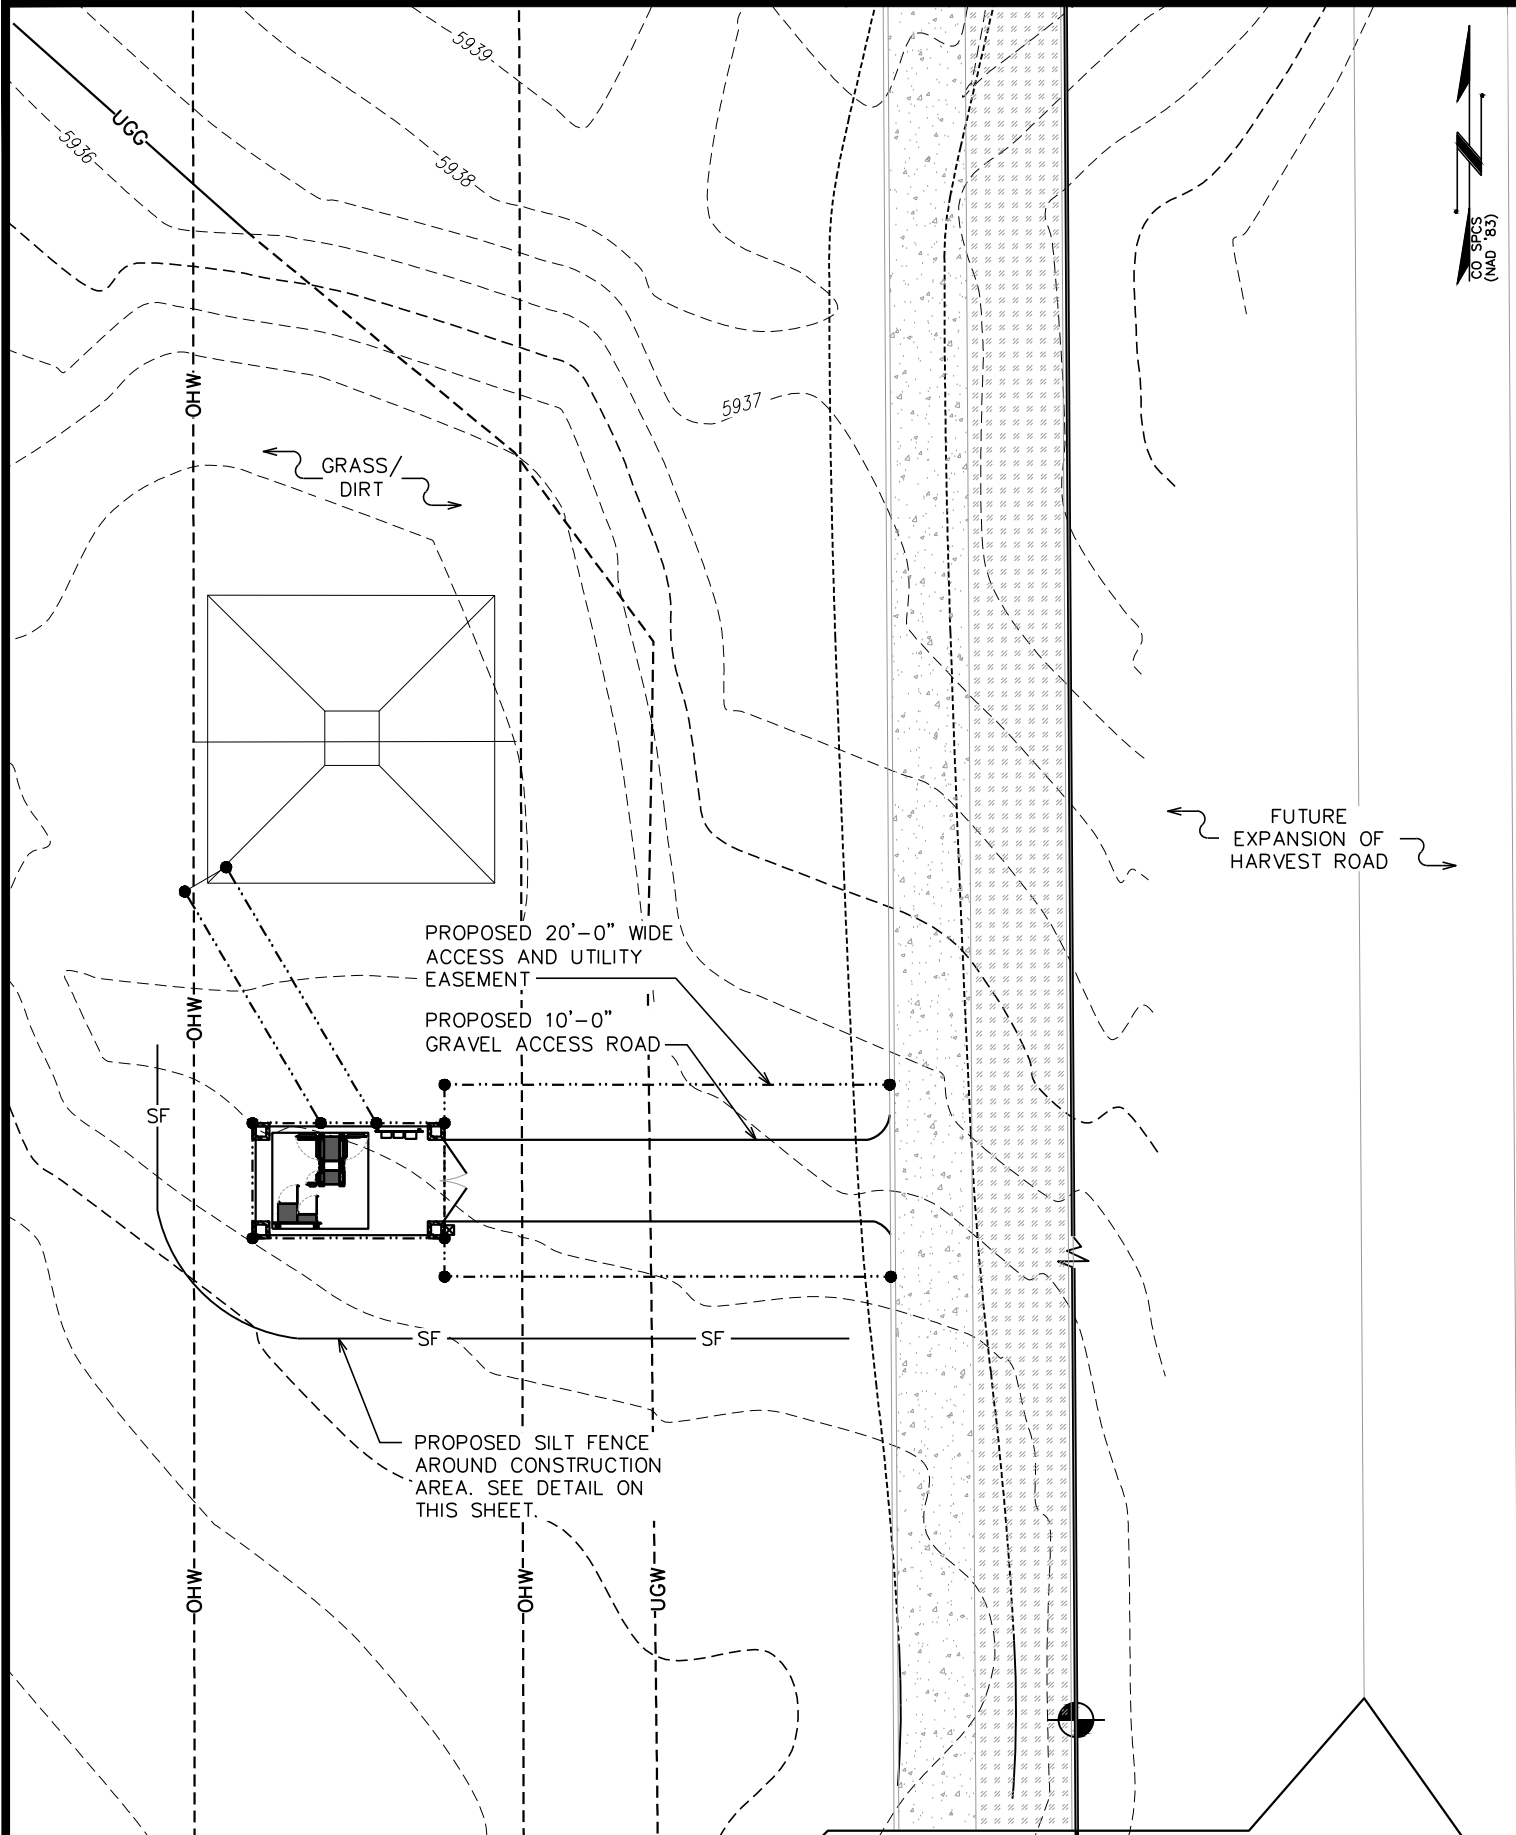 5939
UGG
5936
5938
CO SPCS
(NAD '83)
OHW
5937
GRASS/
DIRT
FUTURE
EXPANSION OF
HARVEST ROAD
PROPOSED 20'-0" WIDE
ACCESS AND UTILITY
EASEMENT
OHW
PROPOSED 10'-0"
GRAVEL ACCESS ROAD
SF
SF
SF
PROPOSED SILT FENCE
AROUND CONSTRUCTION
AREA. SEE DETAIL ON
THIS SHEET.
OHW
OHW
UGW